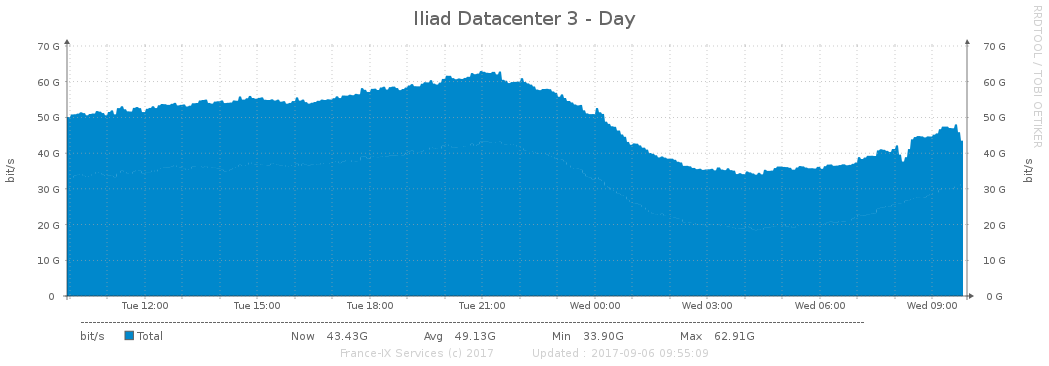 Iliad Datacenter 3 - Day
RRDTOOL / TOBI OETIKER
bit/s
bit/s
70 G 70 G
60 G 60 G
50 G 50 G
40 G 40 G
30 G 30 G
20 G 20 G
10 G 10 G
0 0 G
Tue 12:00 Tue 15:00 Tue 18:00 Tue 21:00 Wed 00:00 Wed 03:00 Wed 06:00 Wed 09:00
bit/s Total Now 43.43G Avg 49.13G Min 33.90G Max 62.91G
France-IX Services (c) 2017 Updated : 2017-09-06 09:55:09